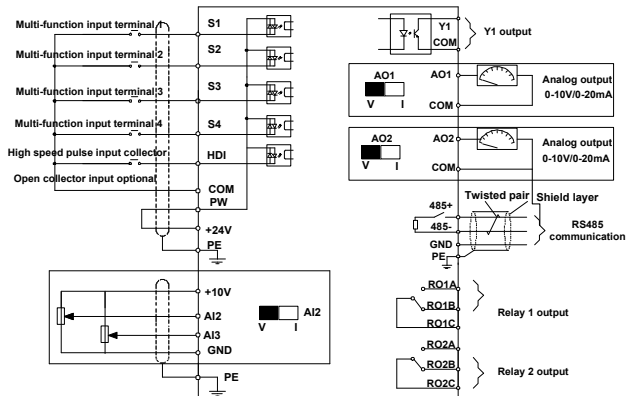 Multi-function input terminal 1
S1
Multi-function input terminal 2
S2
Multi-function input terminal 3
S3
Multi-function input terminal 4
S4
High speed pulse input collector
HDI
Open collector input optional
COM
PW
+24V
PE
+10V
AI2
AI3
GND
V I
AI2
PE
Y1
COM
Y1 output
AO1
V I
AO1
COM
Analog output
0-10V/0-20mA
AO2
V I
AO2
COM
Analog output
0-10V/0-20mA
Twisted pair
Shield layer
485+
485-
GND
PE
RS485
communication
RO1A
RO1B
RO1C
Relay 1 output
RO2A
RO2B
RO2C
Relay 2 output